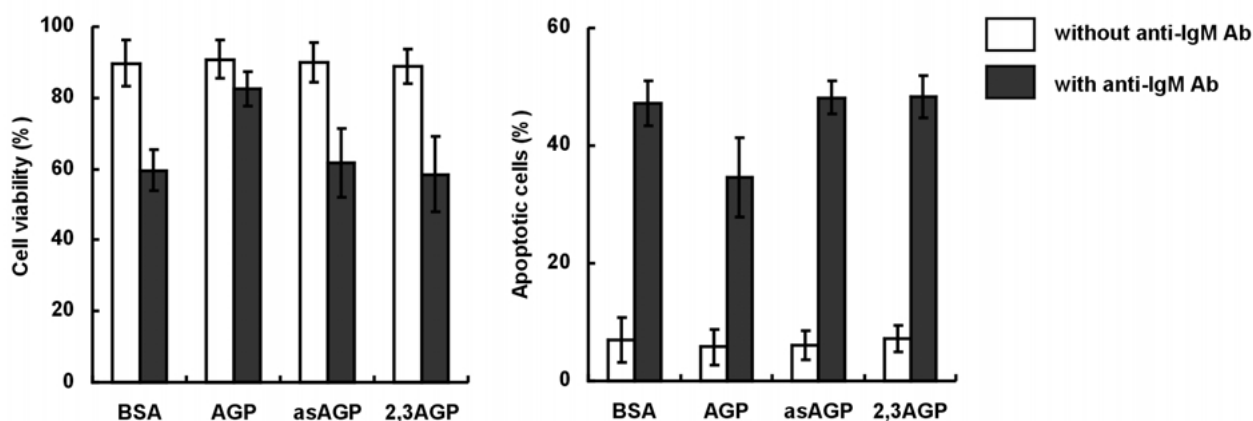 100
80
60
40
20
0
Cell viability (%)
BSA AGP asAGP 2,3AGP
60
40
20
0
Apoptotic cells (%)
BSA AGP asAGP 2,3AGP
without anti-IgM Ab
with anti-IgM Ab